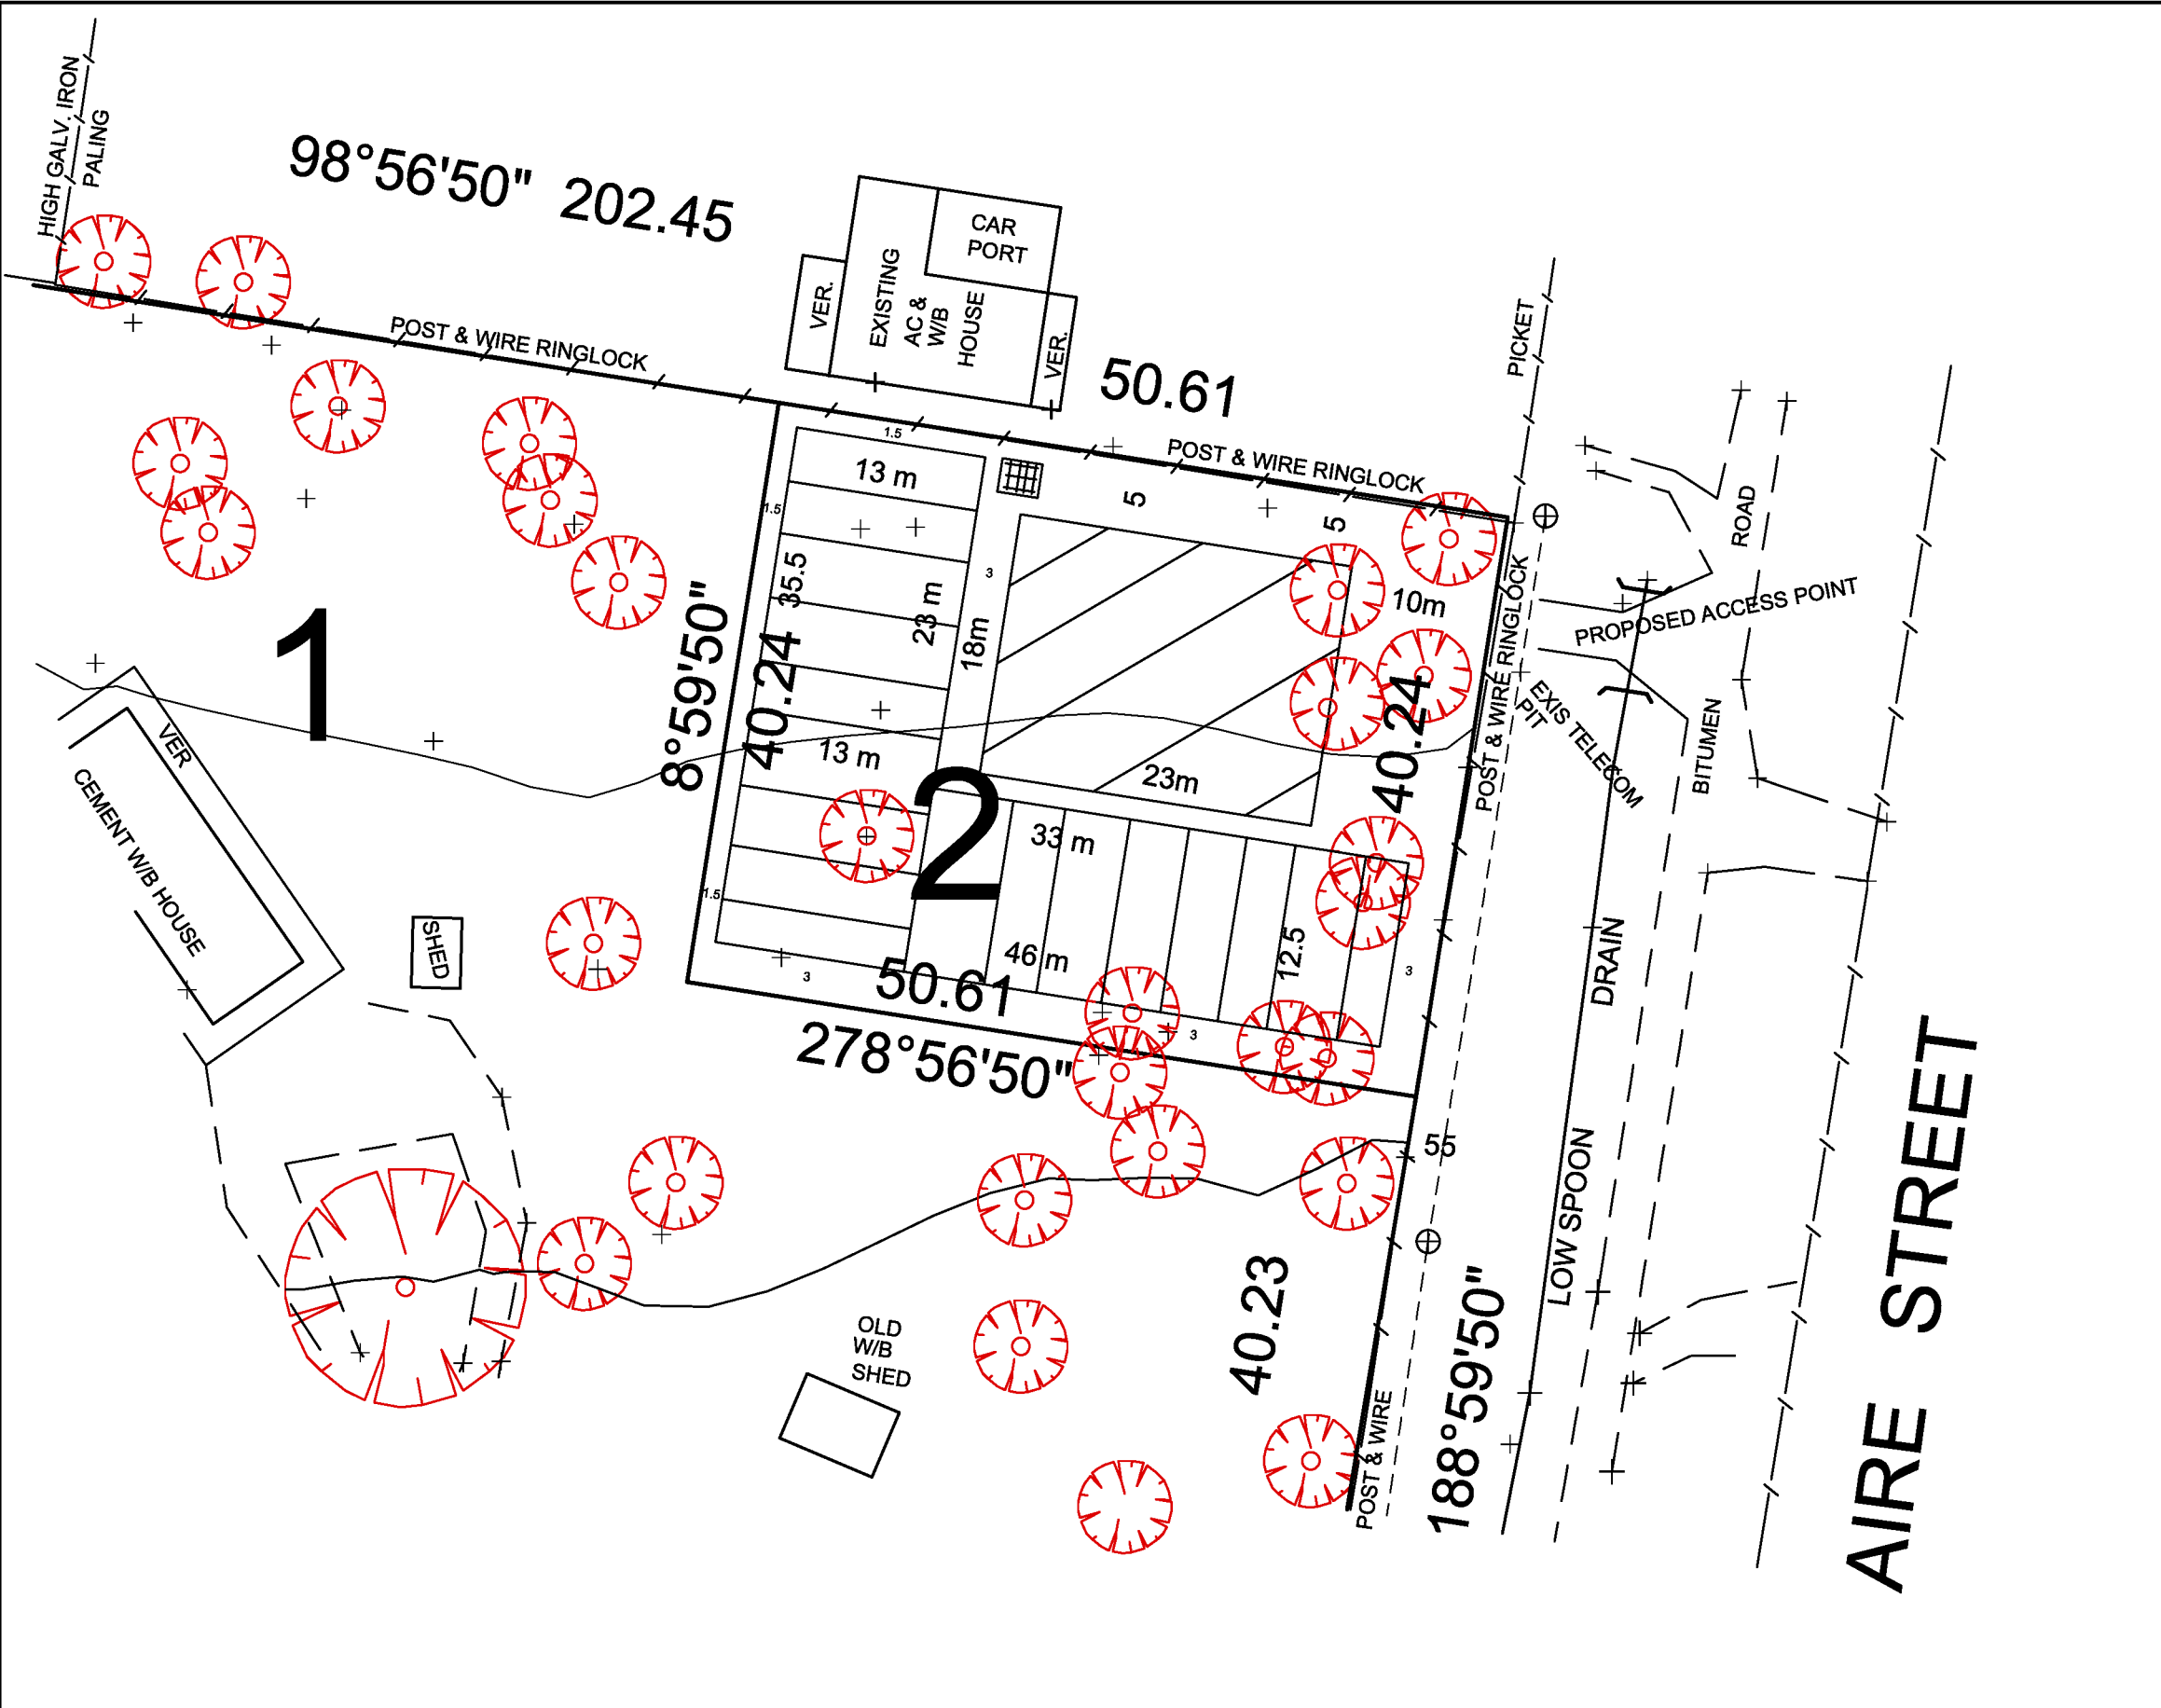 HIGH GALV. IRON
PALING
98°56'50" 202.45
CAR
PORT
VER.
EXISTING
AC &
W/B
HOUSE
VER.
POST & WIRE RINGLOCK
50.61
PICKET
POST & WIRE RINGLOCK
1.5
13 m
5
5
1.5
ROAD
35.5
3
23 m
18m
10m
POST & WIRE RINGLOCK
PROPOSED ACCESS POINT
1
8°59'50"
40.24
40.24
EXIS TELECOM
PIT
BITUMEN
VER
CEMENT W/B HOUSE
13 m
23m
2
33 m
1.5
SHED
46 m
12.5
3
3
DRAIN
50.61
3
278°56'50"
55
LOW SPOON
40.23
188°59'50"
OLD
W/B
SHED
POST & WIRE
AIRE STREET